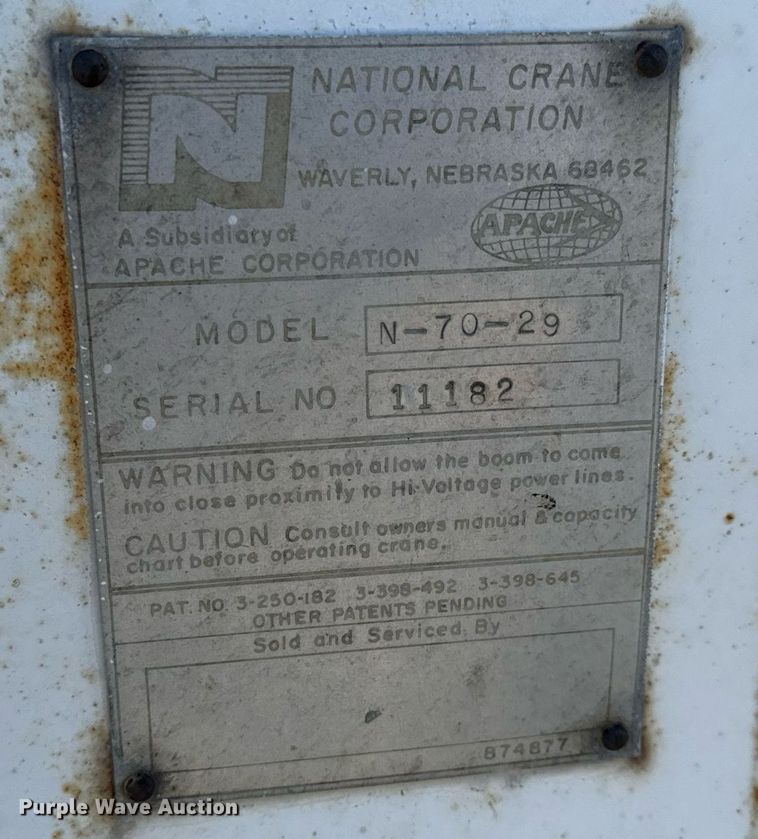 N
NATIONAL CRANE
CORPORATION
WAVERLY, NEBRASKA 68462
A Subsidiary of
APACHE CORPORATION
APACHE
MODEL N-70-29
SERIAL NO 11182
WARNING Do not allow the boom to come
into close proximity to Hi-Voltage power lines.
CAUTION Consult owners manual & capacity
chart before operating crane.
PAT. NO. 3-250-182 3-398-492 3-398-645
OTHER PATENTS PENDING
Sold and Serviced By
874877
Purple Wave Auction